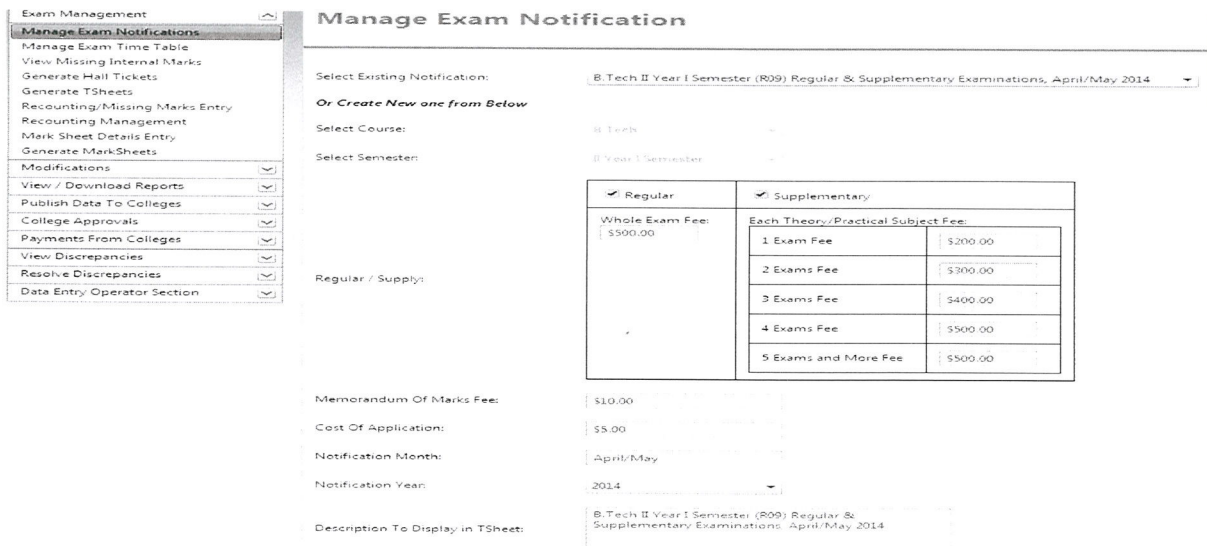 Exam Management
Manage Exam Notifications
Manage Exam Time Table
View Missing Internal Marks
Generate Hall Tickets
Generate TSheets
Recounting/Missing Marks Entry
Recounting Management
Mark Sheet Details Entry
Generate MarkSheets
Modifications
View / Download Reports
Publish Data To Colleges
College Approvals
Payments From Colleges
View Discrepancies
Resolve Discrepancies
Data Entry Operator Section
Manage Exam Notification
Select Existing Notification: B.Tech II Year I Semester (R09) Regular & Supplementary Examinations, April/May 2014
Or Create New one from Below
Select Course: B.Tech
Select Semester: II Year I Semester
Regular / Supply:
Regular
Whole Exam Fee:
$500.00
Supplementary
Each Theory/Practical Subject Fee:
1 Exam Fee $200.00
2 Exams Fee $300.00
3 Exams Fee $400.00
4 Exams Fee $500.00
5 Exams and More Fee $500.00
Memorandum Of Marks Fee: $10.00
Cost Of Application: $5.00
Notification Month: April/May
Notification Year: 2014
Description To Display in TSheet: B.Tech II Year I Semester (R09) Regular &
Supplementary Examinations, April/May 2014